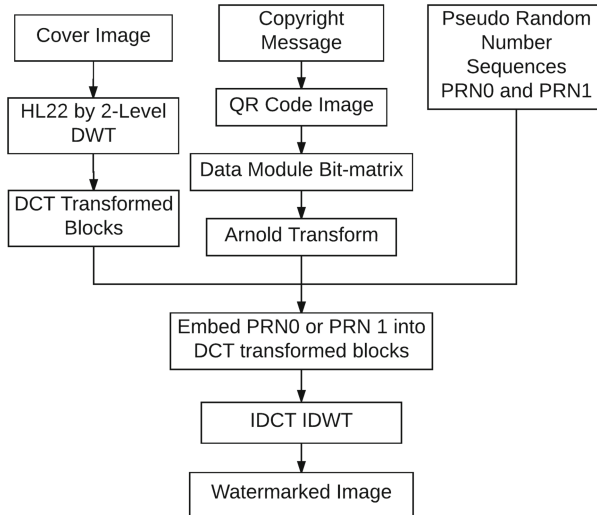 Cover Image
HL22 by 2-Level
DWT
DCT Transformed
Blocks
Copyright
Message
QR Code Image
Data Module Bit-matrix
Arnold Transform
Pseudo Random
Number
Sequences
PRN0 and PRN1
Embed PRN0 or PRN 1 into
DCT transformed blocks
IDCT IDWT
Watermarked Image